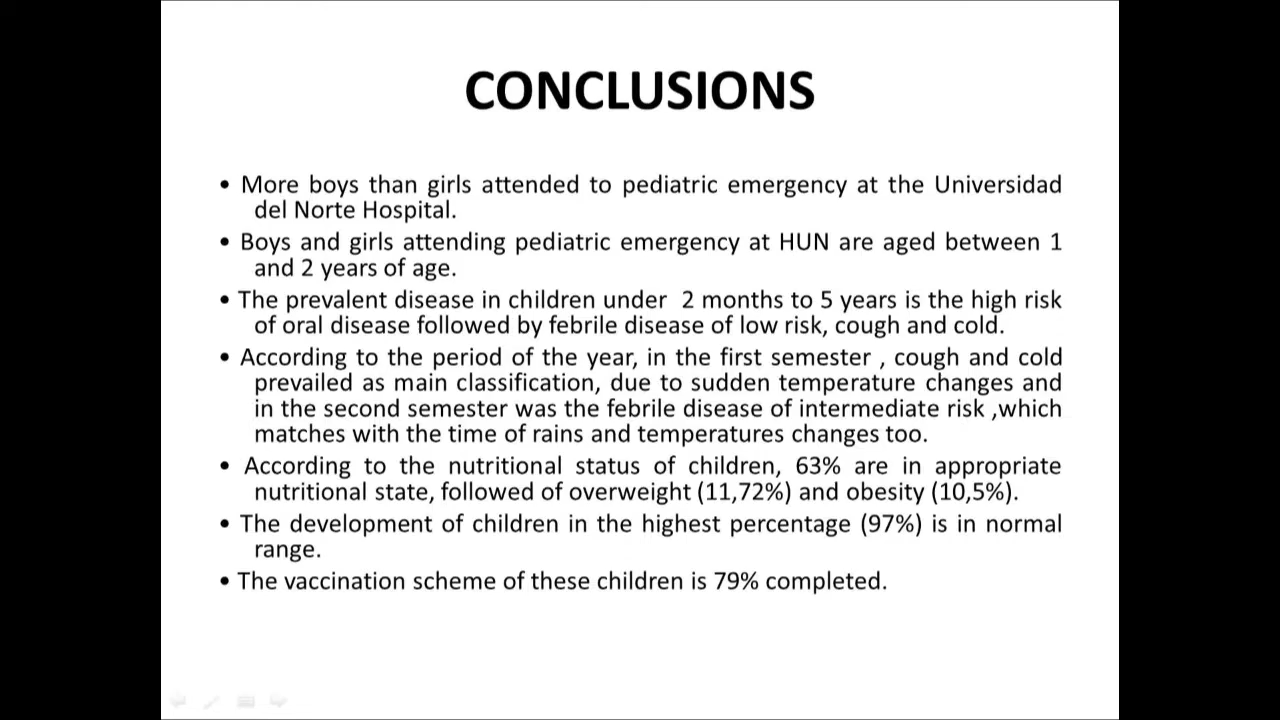 CONCLUSIONS
• More boys than girls attended to pediatric emergency at the Universidad
del Norte Hospital.
• Boys and girls attending pediatric emergency at HUN are aged between 1
and 2 years of age.
• The prevalent disease in children under  2 months to 5 years is the high risk
of oral disease followed by febrile disease of low risk, cough and cold.
• According to the period of the year, in the first semester , cough and cold
prevailed as main classification, due to sudden temperature changes and
in the second semester was the febrile disease of intermediate risk ,which
matches with the time of rains and temperatures changes too.
• According to the nutritional status of children, 63% are in appropriate
nutritional state, followed of overweight (11,72%) and obesity (10,5%).
• The development of children in the highest percentage (97%) is in normal
range.
• The vaccination scheme of these children is 79% completed.